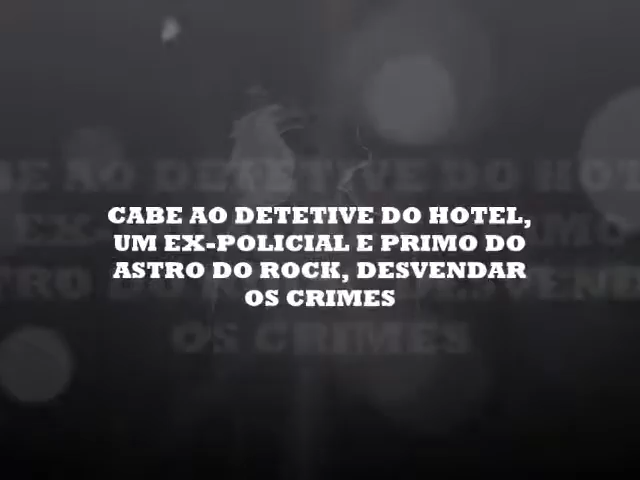 CABE AO DETETIVE DO HOTEL,
UM EX-POLICIAL E PRIMO DO
ASTRO DO ROCK, DESVENDAR
OS CRIMES